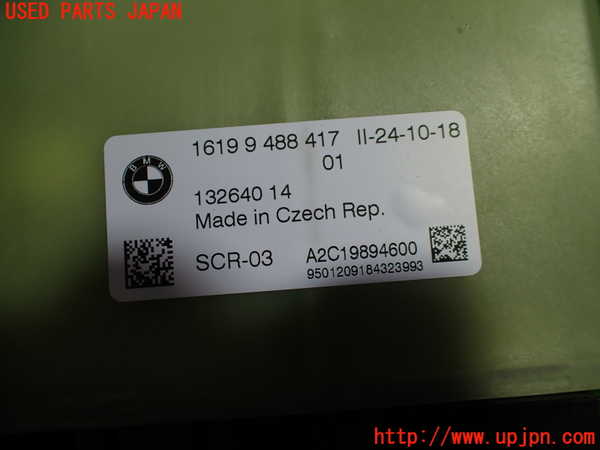 USED PARTS JAPAN
BMW
1619 9 488 417 II-24-10-18
01
132640 14
Made in Czech Rep.
SCR-03 A2C19894600
9501209184323993
http://www.upjpn.com/